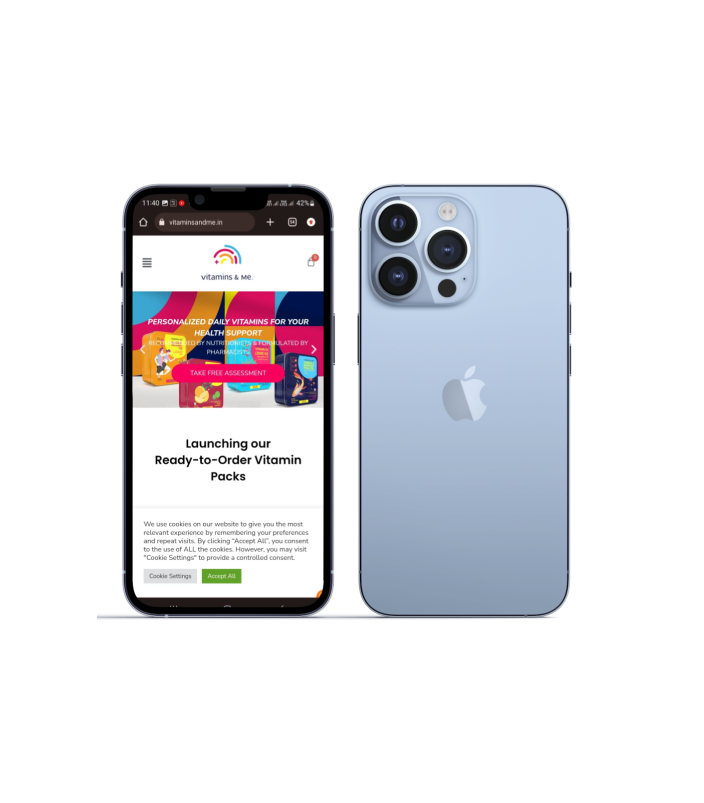 11:40
42%
vitaminsandme.in
54
vitamins & Me.
PERSONALIZED DAILY VITAMINS FOR YOUR
HEALTH SUPPORT
RECOMMENDED BY NUTRITIONISTS & FORMULATED BY
PHARMACISTS
TAKE FREE ASSESSMENT
Launching our
Ready-to-Order Vitamin
Packs
We use cookies on our website to give you the most
relevant experience by remembering your preferences
and repeat visits. By clicking “Accept All”, you consent
to the use of ALL the cookies. However, you may visit
"Cookie Settings" to provide a controlled consent.
Cookie Settings
Accept All